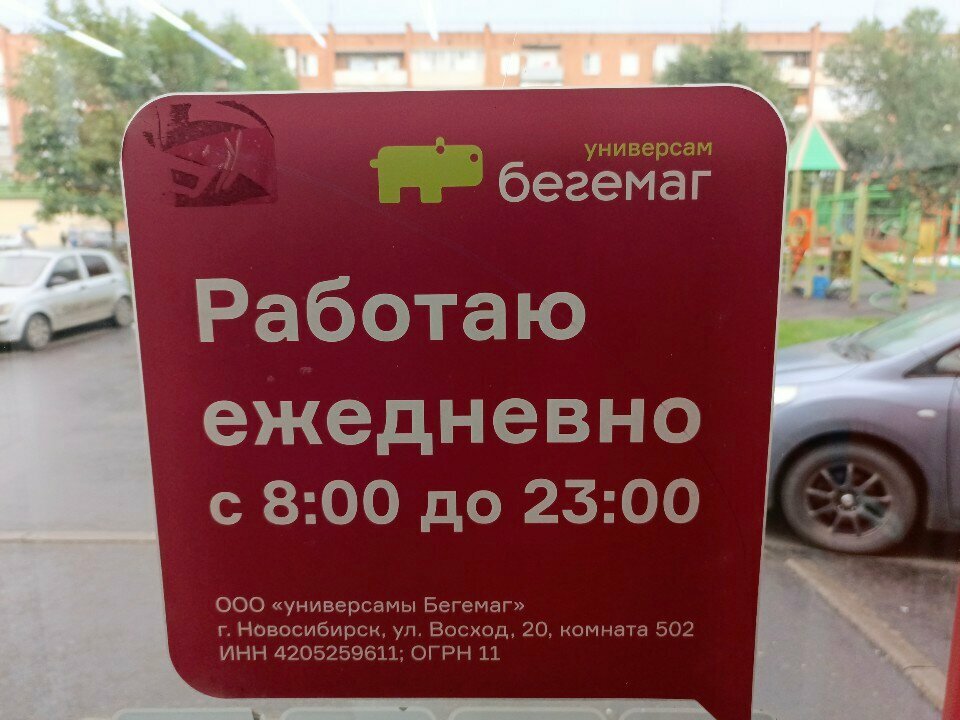 универсам
бегемаг
Работаю
ежедневно
с 8:00 до 23:00
ООО «универсамы Бегемаг»
г. Новосибирск, ул. Восход, 20, комната 502
ИНН 4205259611; ОГРН 11